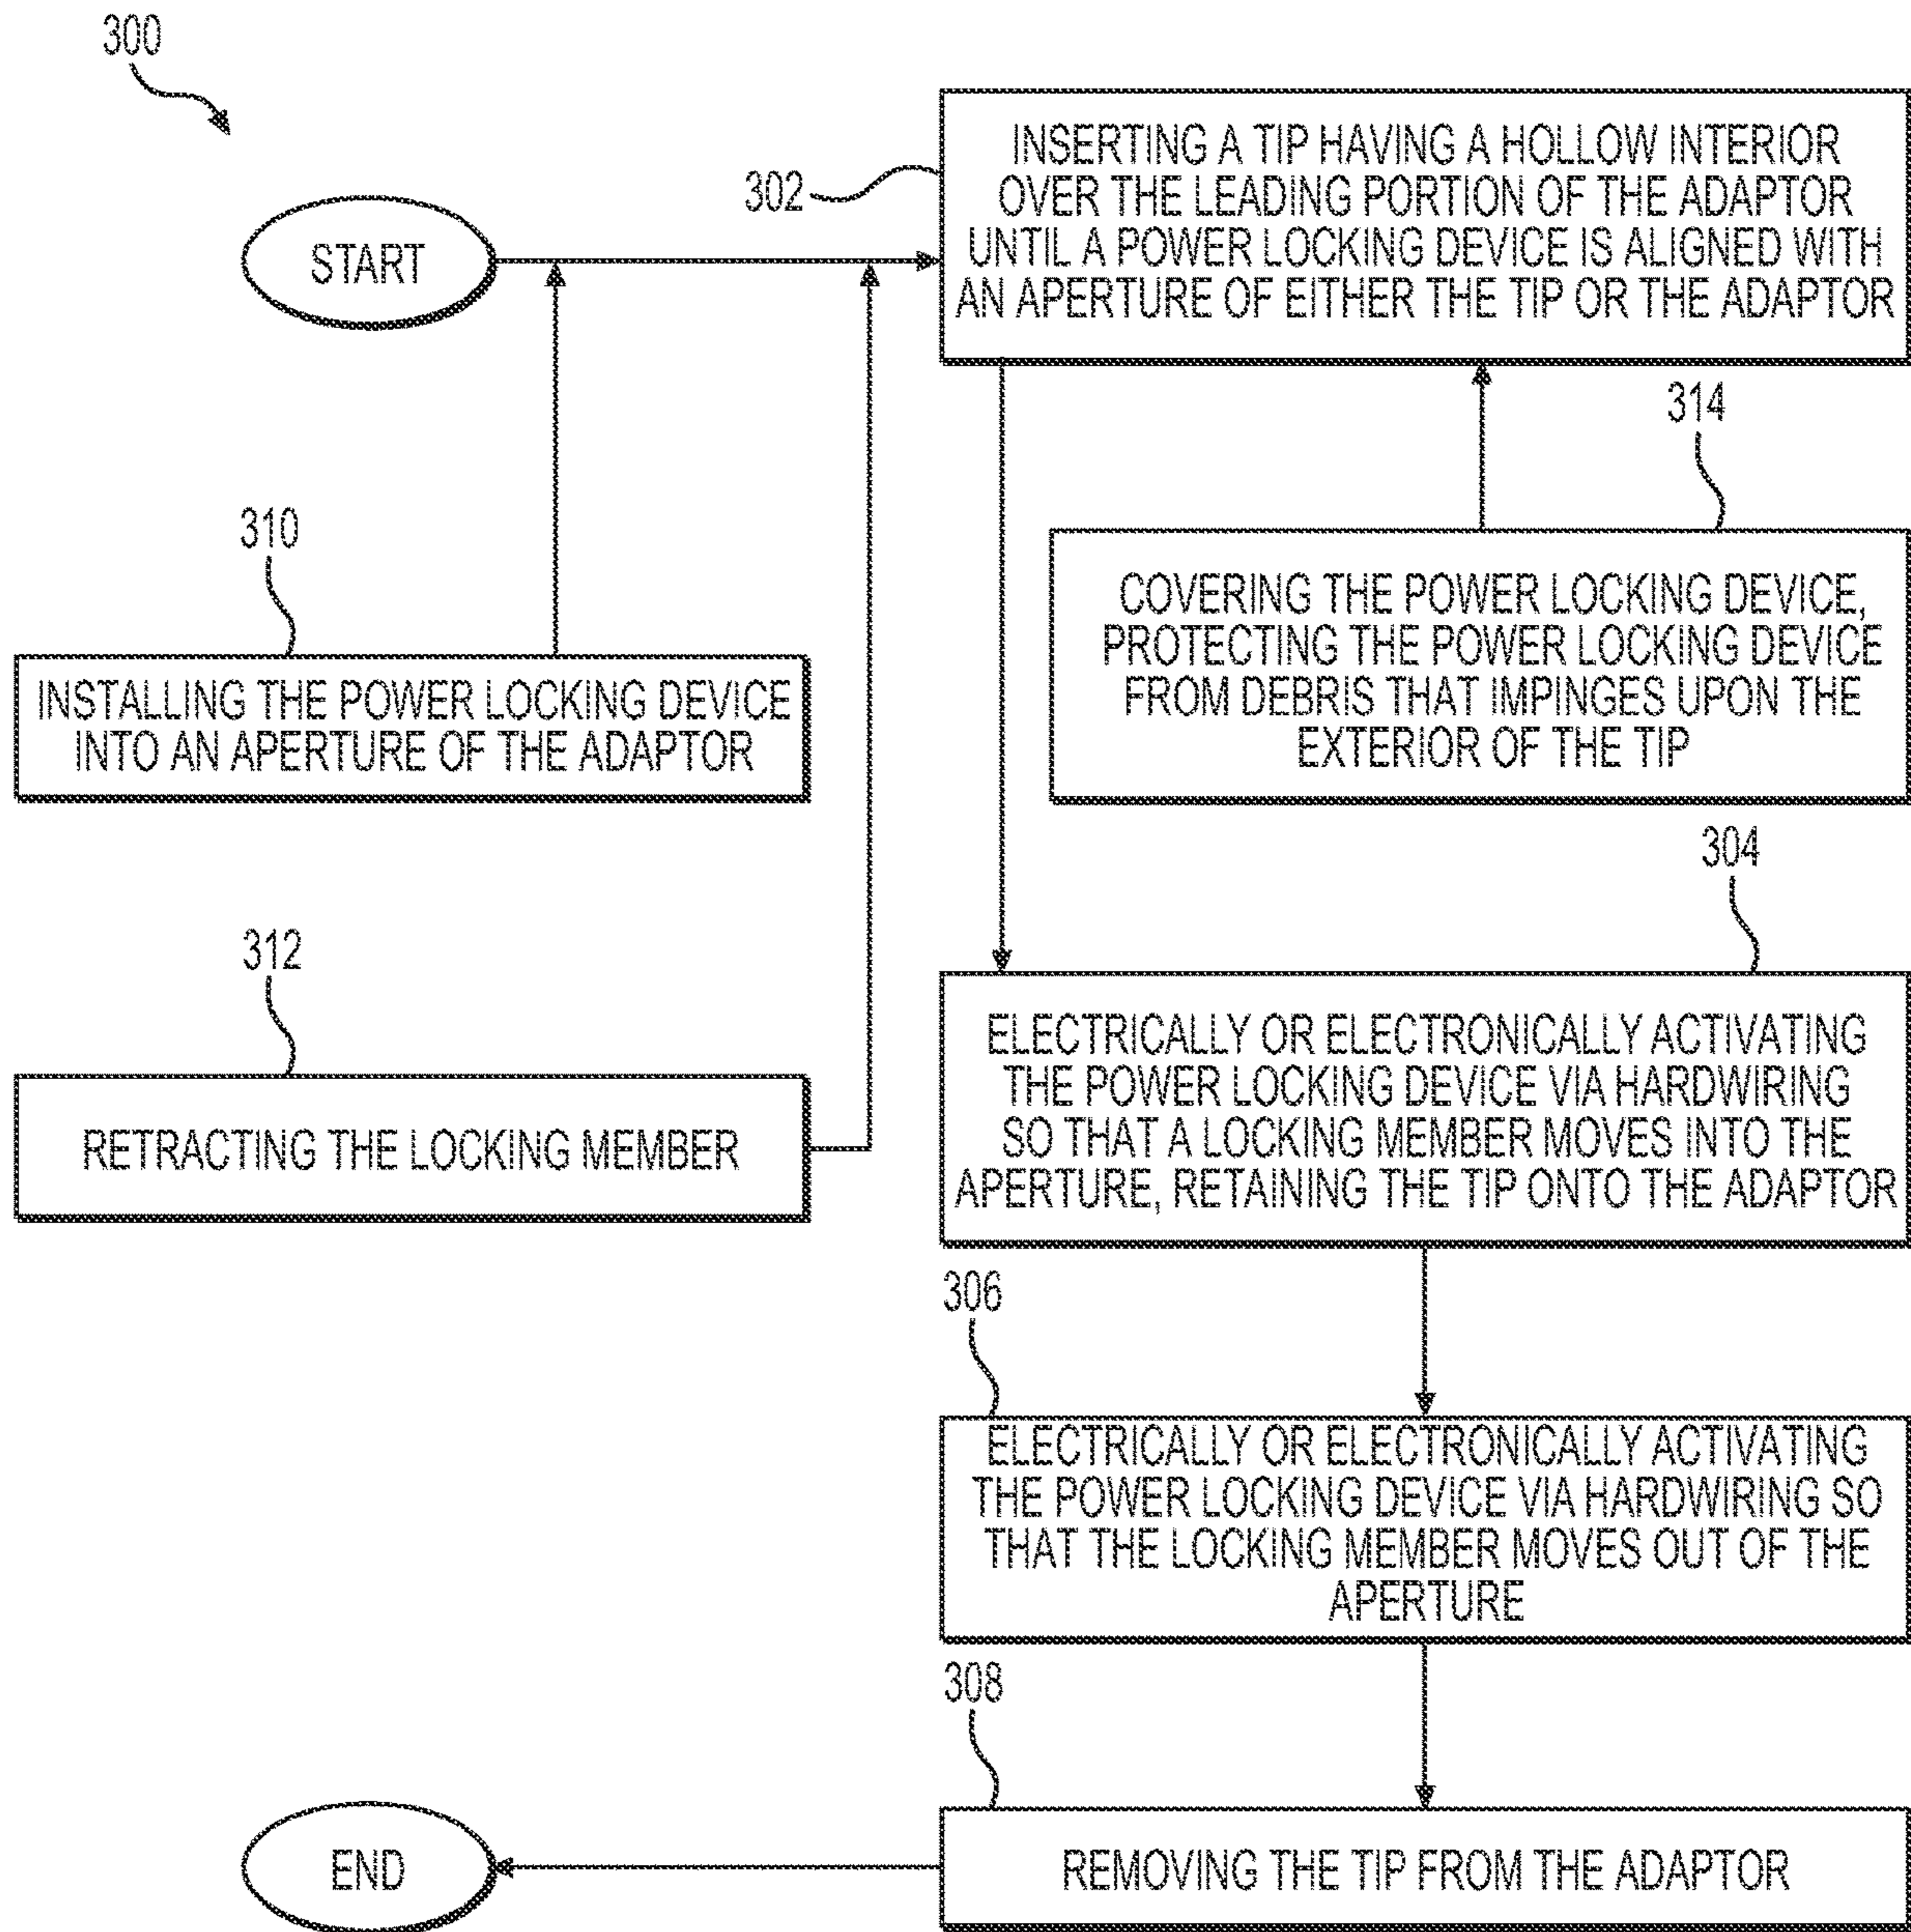 300
START
302
INSERTING A TIP HAVING A HOLLOW INTERIOR
OVER THE LEADING PORTION OF THE ADAPTOR
UNTIL A POWER LOCKING DEVICE IS ALIGNED WITH
AN APERTURE OF EITHER THE TIP OR THE ADAPTOR
314
COVERING THE POWER LOCKING DEVICE,
PROTECTING THE POWER LOCKING DEVICE
FROM DEBRIS THAT IMPINGES UPON THE
EXTERIOR OF THE TIP
310
INSTALLING THE POWER LOCKING DEVICE
INTO AN APERTURE OF THE ADAPTOR
312
RETRACTING THE LOCKING MEMBER
304
ELECTRICALLY OR ELECTRONICALLY ACTIVATING
THE POWER LOCKING DEVICE VIA HARDWIRING
SO THAT A LOCKING MEMBER MOVES INTO THE
APERTURE, RETAINING THE TIP ONTO THE ADAPTOR
306
ELECTRICALLY OR ELECTRONICALLY ACTIVATING
THE POWER LOCKING DEVICE VIA HARDWIRING SO
THAT THE LOCKING MEMBER MOVES OUT OF THE
APERTURE
308
REMOVING THE TIP FROM THE ADAPTOR
END